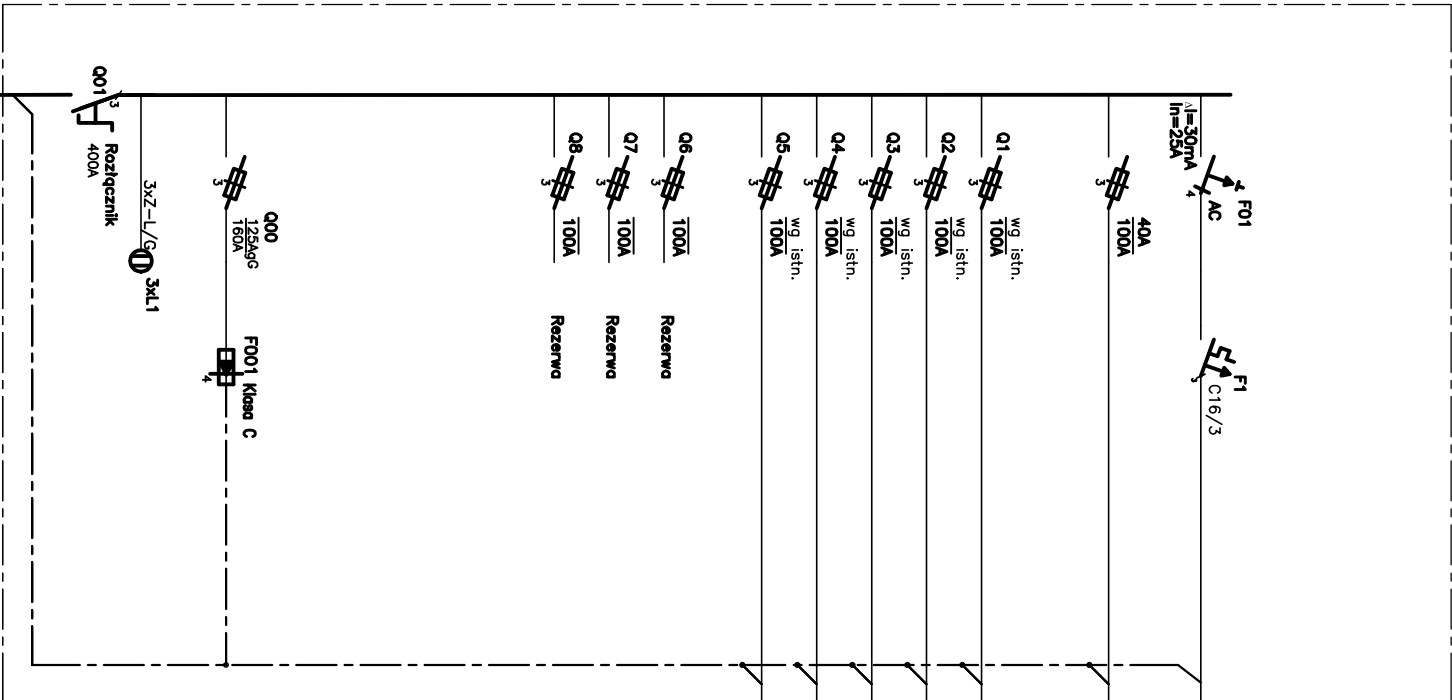 Q01
3
Rozłącznik
400A
3xZ-L/G
3xL1
3
Q00
125AgG
160A
F001 Klasa C
4
Q8
3
100A
Rezerwa
Q7
3
100A
Rezerwa
Q6
3
100A
Rezerwa
Q5
3
wg istn.
100A
Q4
3
wg istn.
100A
Q3
3
wg istn.
100A
Q2
3
wg istn.
100A
Q1
3
wg istn.
100A
3
40A
100A
ΔI=30mA
In=25A
4
AC
F01
F1
C16/3
3